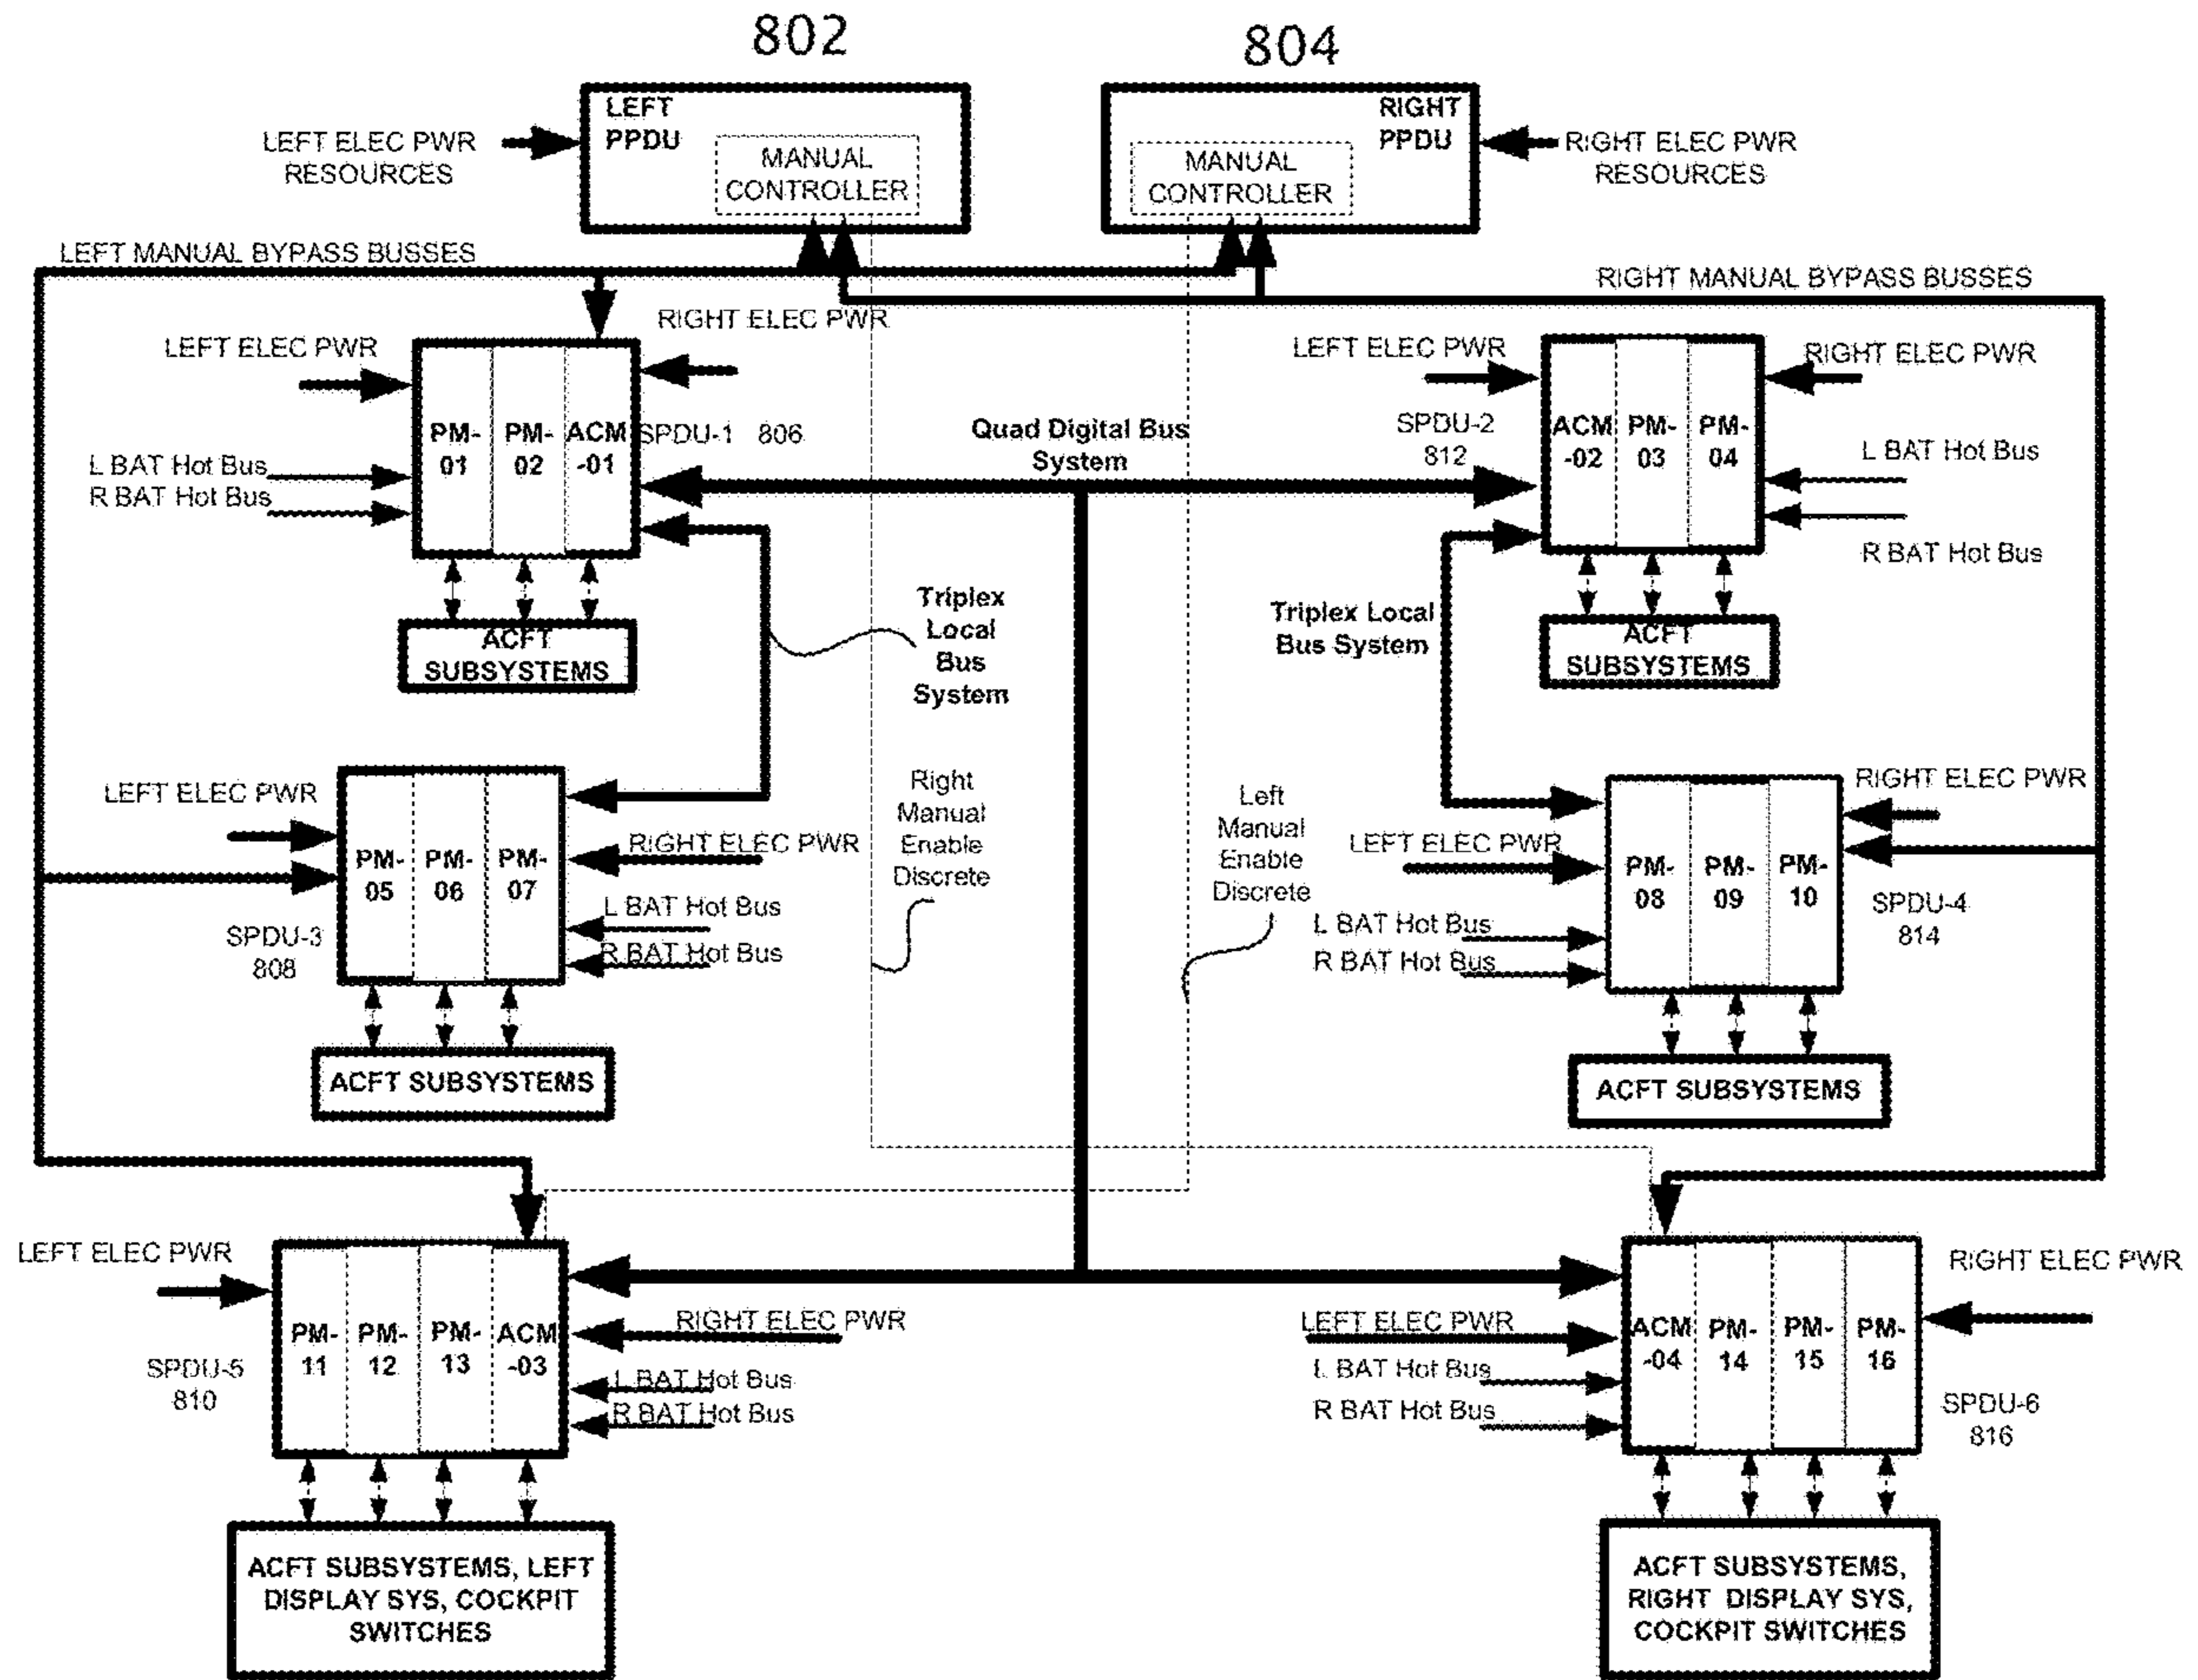 802
804
LEFT
PPDU
MANUAL
CONTROLLER
LEFT ELEC PWR
RESOURCES
RIGHT
PPDU
MANUAL
CONTROLLER
RIGHT ELEC PWR
RESOURCES
LEFT MANUAL BYPASS BUSSES
RIGHT MANUAL BYPASS BUSSES
LEFT ELEC PWR
RIGHT ELEC PWR
L BAT Hot Bus
R BAT Hot Bus
PM-
01
PM-
02
ACM
-01
SPDU-1 806
ACFT
SUBSYSTEMS
Quad Digital Bus
System
LEFT ELEC PWR
RIGHT ELEC PWR
SPDU-2
812
ACM
-02
PM-
03
PM-
04
L BAT Hot Bus
R BAT Hot Bus
ACFT
SUBSYSTEMS
Triplex
Local
Bus
System
Triplex Local
Bus System
LEFT ELEC PWR
PM-
05
PM-
06
PM-
07
RIGHT ELEC PWR
L BAT Hot Bus
R BAT Hot Bus
SPDU-3
808
ACFT SUBSYSTEMS
Right
Manual
Enable
Discrete
Left
Manual
Enable
Discrete
RIGHT ELEC PWR
LEFT ELEC PWR
L BAT Hot Bus
R BAT Hot Bus
PM-
08
PM-
09
PM-
10
SPDU-4
814
ACFT SUBSYSTEMS
LEFT ELEC PWR
SPDU-5
810
PM-
11
PM-
12
PM-
13
ACM
-03
RIGHT ELEC PWR
L BAT Hot Bus
R BAT Hot Bus
ACFT SUBSYSTEMS, LEFT
DISPLAY SYS, COCKPIT
SWITCHES
LEFT ELEC PWR
L BAT Hot Bus
R BAT Hot Bus
ACM
-04
PM-
14
PM-
15
PM-
16
RIGHT ELEC PWR
SPDU-6
816
ACFT SUBSYSTEMS,
RIGHT DISPLAY SYS,
COCKPIT SWITCHES